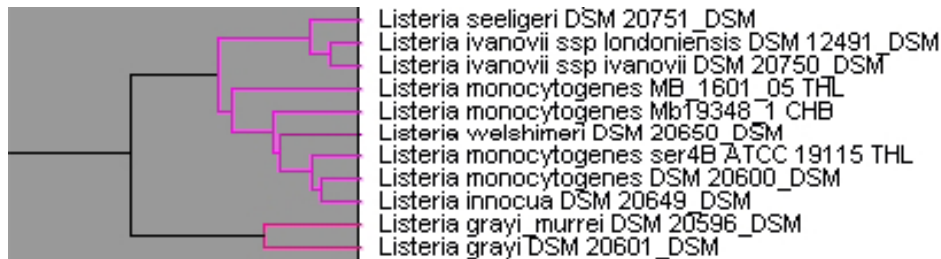 Listeria seeligeri DSM 20751_DSM
Listeria ivanovii ssp londoniensis DSM 12491_DSM
Listeria ivanovii ssp ivanovii DSM 20750_DSM
Listeria monocytogenes MB_1601_05 THL
Listeria monocytogenes Mb19348_1 CHB
Listeria welshimeri DSM 20650_DSM
Listeria monocytogenes ser4B ATCC 19115 THL
Listeria monocytogenes DSM 20600_DSM
Listeria innocua DSM 20649_DSM
Listeria grayi_murrei DSM 20596_DSM
Listeria grayi DSM 20601_DSM